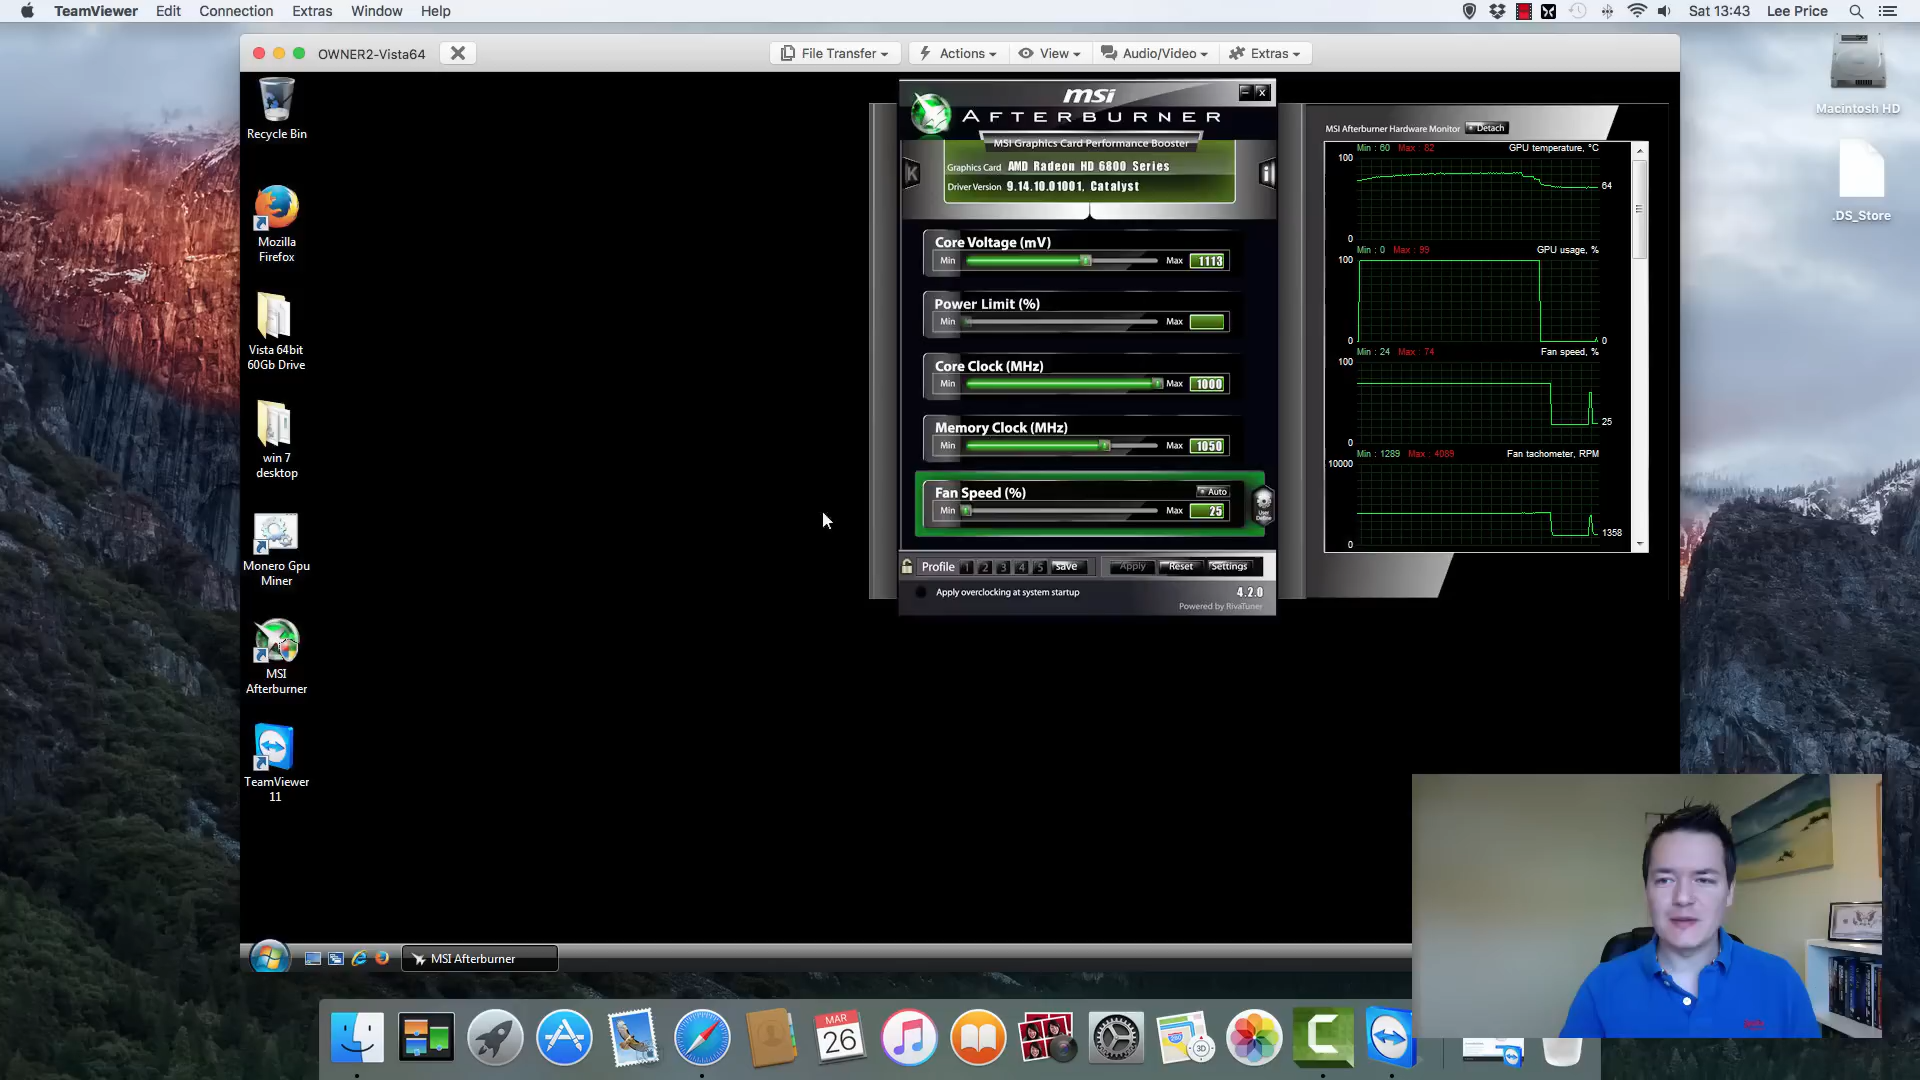 TeamViewer Edit Connection Extras Window Help
Sat 13:43 Lee Price
OWNER2-Vista64
File Transfer Actions View Audio/Video Extras
Macintosh HD
.DS_Store
Recycle Bin
Mozilla
Firefox
Vista 64bit
60Gb Drive
win 7
desktop
Monero Gpu
Miner
MSI
Afterburner
TeamViewer
11
msi
AFTERBURNER
MSI Graphics Card Performance Booster
Graphics Card AMD Radeon HD 6800 Series
Driver Version 9.14.10.01001, Catalyst
K
i
Core Voltage (mV)
Min Max 1113
Power Limit (%)
Min Max
Core Clock (MHz)
Min Max 1000
Memory Clock (MHz)
Min Max 1050
Fan Speed (%) Auto
Min Max 25
User
Define
Profile 1 2 3 4 5 save Apply Reset Settings
Apply overclocking at system startup 4.2.0
Powered by RivaTuner
MSI Afterburner Hardware Monitor Detach
Min : 60 Max : 82 GPU temperature, °C
100
64
0
Min : 0 Max : 99 GPU usage, %
100
0
0
Min : 24 Max : 74 Fan speed, %
100
25
0
Min : 1289 Max : 4089 Fan tachometer, RPM
10000
1358
0
MSI Afterburner
MAR
26
3D